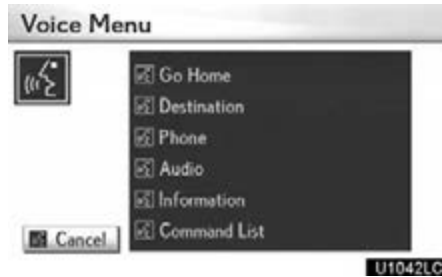 Voice Menu
Go Home
Destination
Phone
Audio
Information
Command List
Cancel
U1042LC